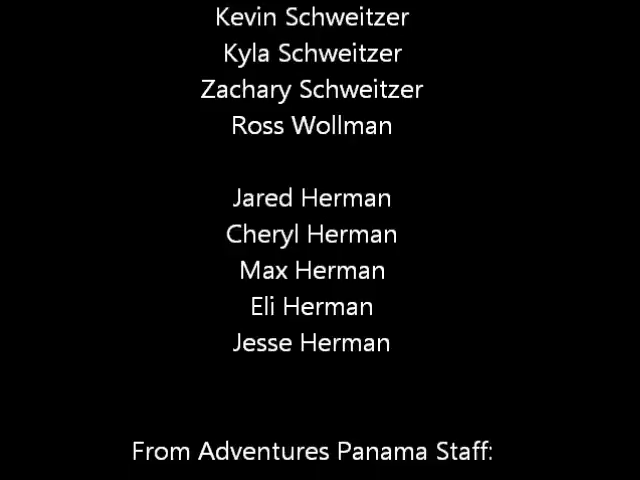 Kevin Schweitzer
Kyla Schweitzer
Zachary Schweitzer
Ross Wollman
Jared Herman
Cheryl Herman
Max Herman
Eli Herman
Jesse Herman
From Adventures Panama Staff: